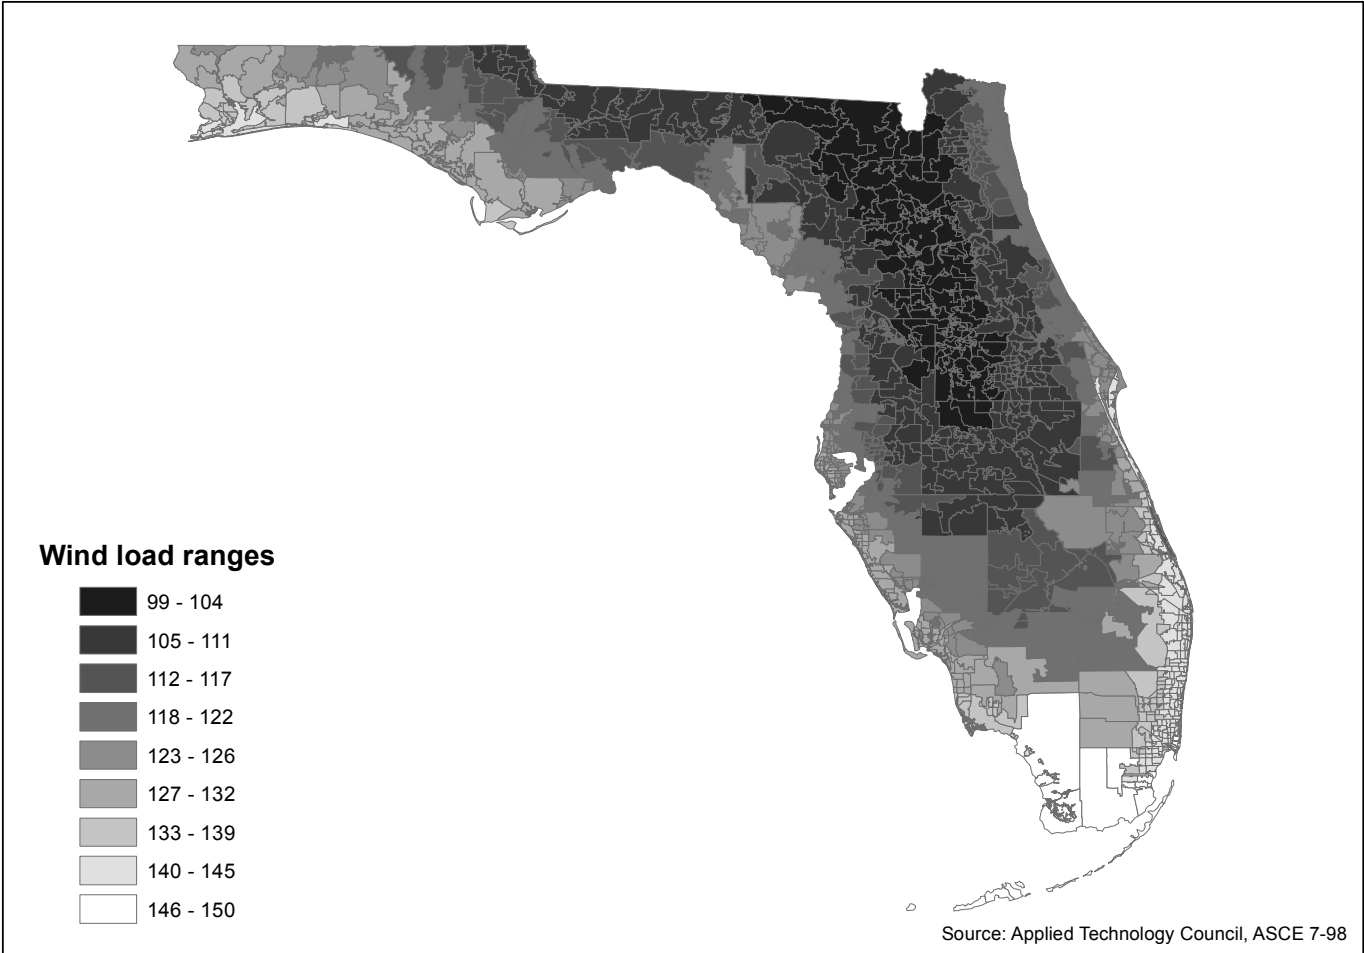 Wind load ranges
99 - 104
105 - 111
112 - 117
118 - 122
123 - 126
127 - 132
133 - 139
140 - 145
146 - 150
Source: Applied Technology Council, ASCE 7-98